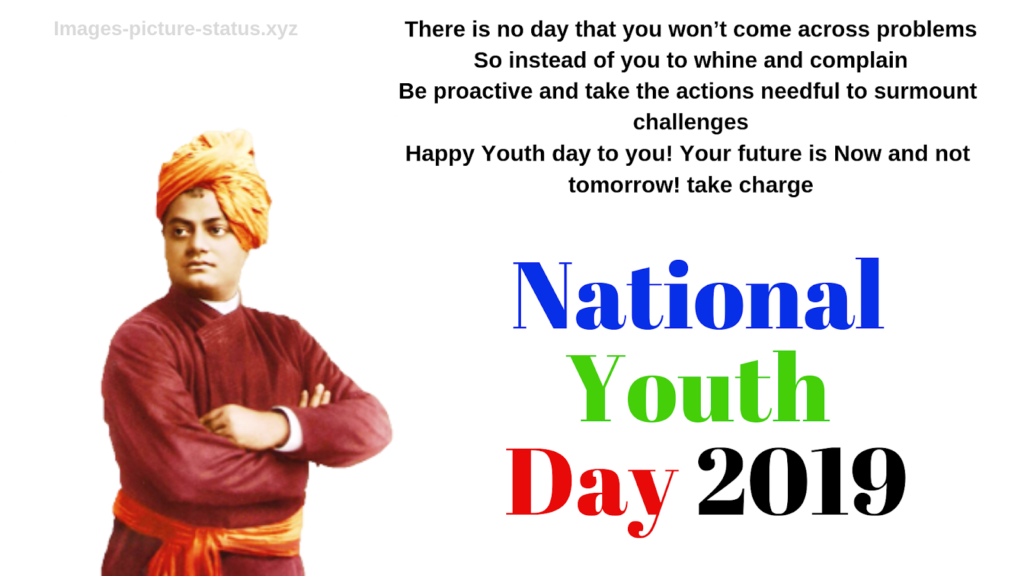 Images-picture-status.xyz
There is no day that you won’t come across problems
So instead of you to whine and complain
Be proactive and take the actions needful to surmount
challenges
Happy Youth day to you! Your future is Now and not
tomorrow! take charge
National
Youth
Day 2019